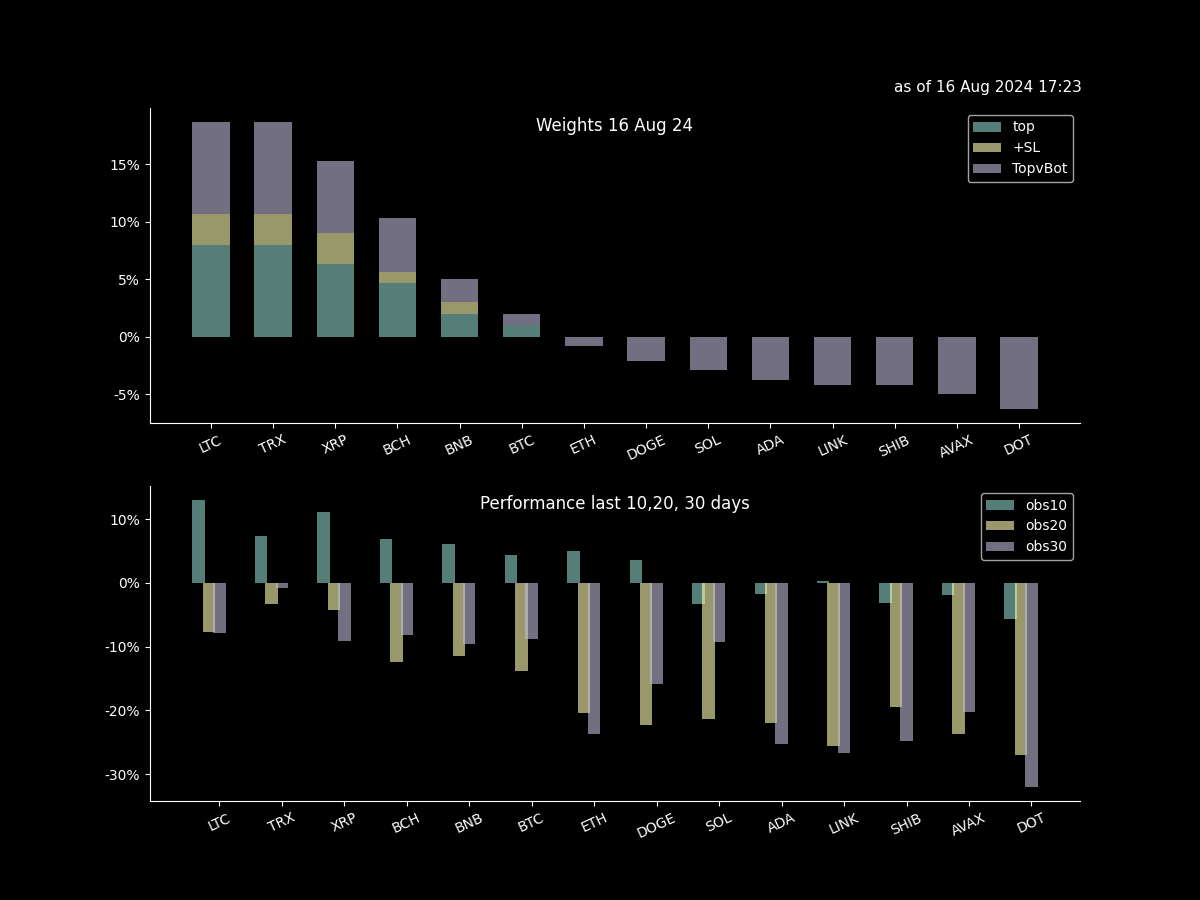 as of 16 Aug 2024 17:23
Weights 16 Aug 24
top
+SL
TopvBot
15%
10%
5%
0%
-5%
LTC TRX XRP BCH BNB BTC ETH DOGE SOL ADA LINK SHIB AVAX DOT
Performance last 10,20, 30 days
obs10
obs20
obs30
10%
0%
-10%
-20%
-30%
LTC TRX XRP BCH BNB BTC ETH DOGE SOL ADA LINK SHIB AVAX DOT